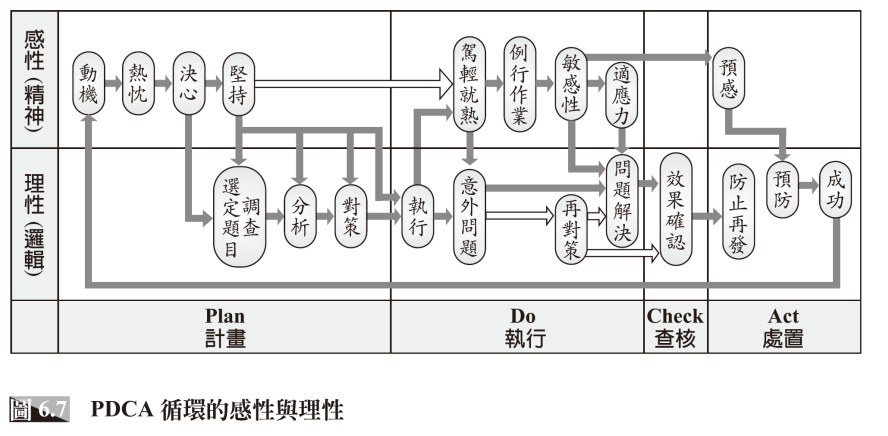 感性(精神)
動機
熱忱
決心
堅持
駕輕就熟
例行作業
敏感性
適應力
預感
理性(邏輯)
選定題目
調查
分析
對策
執行
意外問題
再對策
問題解決
效果確認
防止再發
預防
成功
Plan
計畫
Do
執行
Check
查核
Act
處置
圖 6.7 PDCA 循環的感性與理性